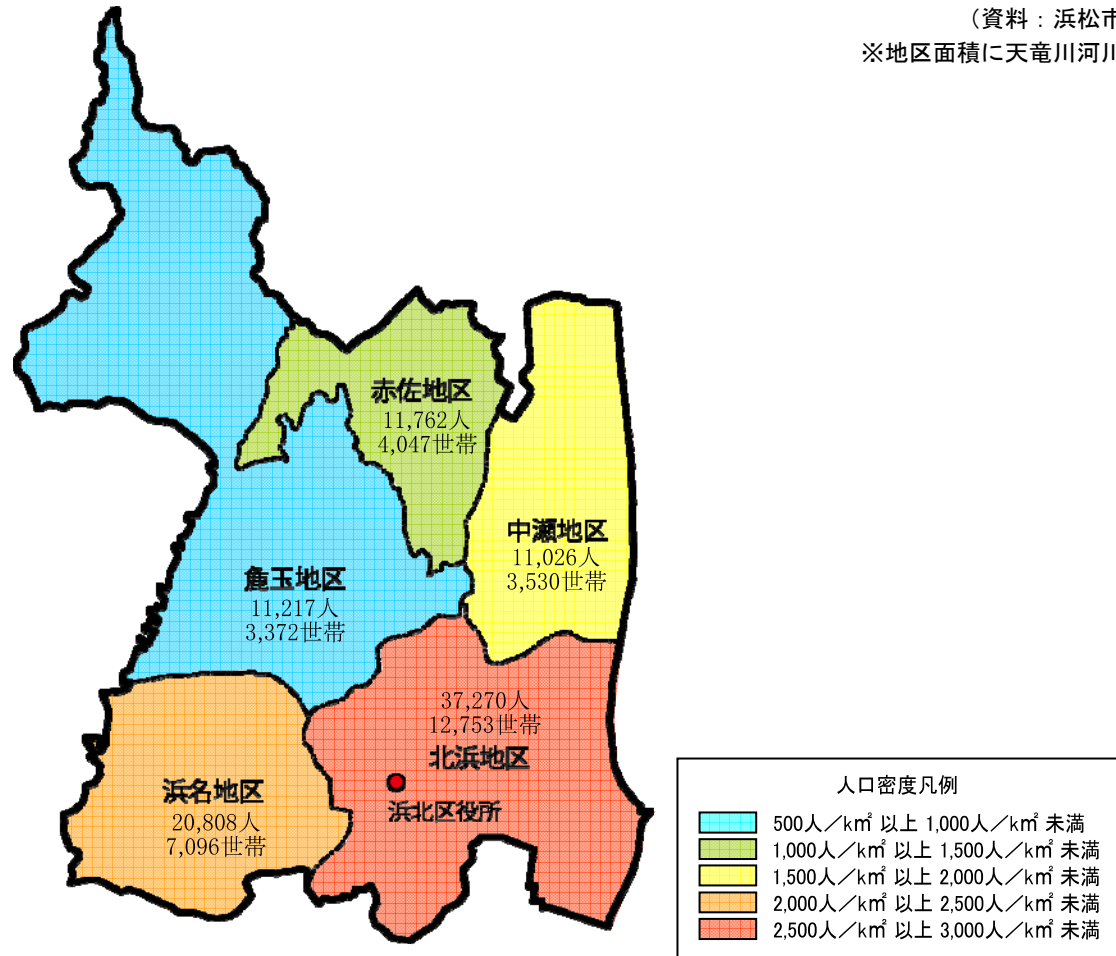 （資料：浜松市
※地区面積に天竜川河川
赤佐地区
11,762人
4,047世帯
中瀬地区
11,026人
3,530世帯
麁玉地区
11,217人
3,372世帯
37,270人
12,753世帯
北浜地区
浜北区役所
浜名地区
20,808人
7,096世帯
人口密度凡例
500人／k㎡ 以上 1,000人／k㎡ 未満
1,000人／k㎡ 以上 1,500人／k㎡ 未満
1,500人／k㎡ 以上 2,000人／k㎡ 未満
2,000人／k㎡ 以上 2,500人／k㎡ 未満
2,500人／k㎡ 以上 3,000人／k㎡ 未満